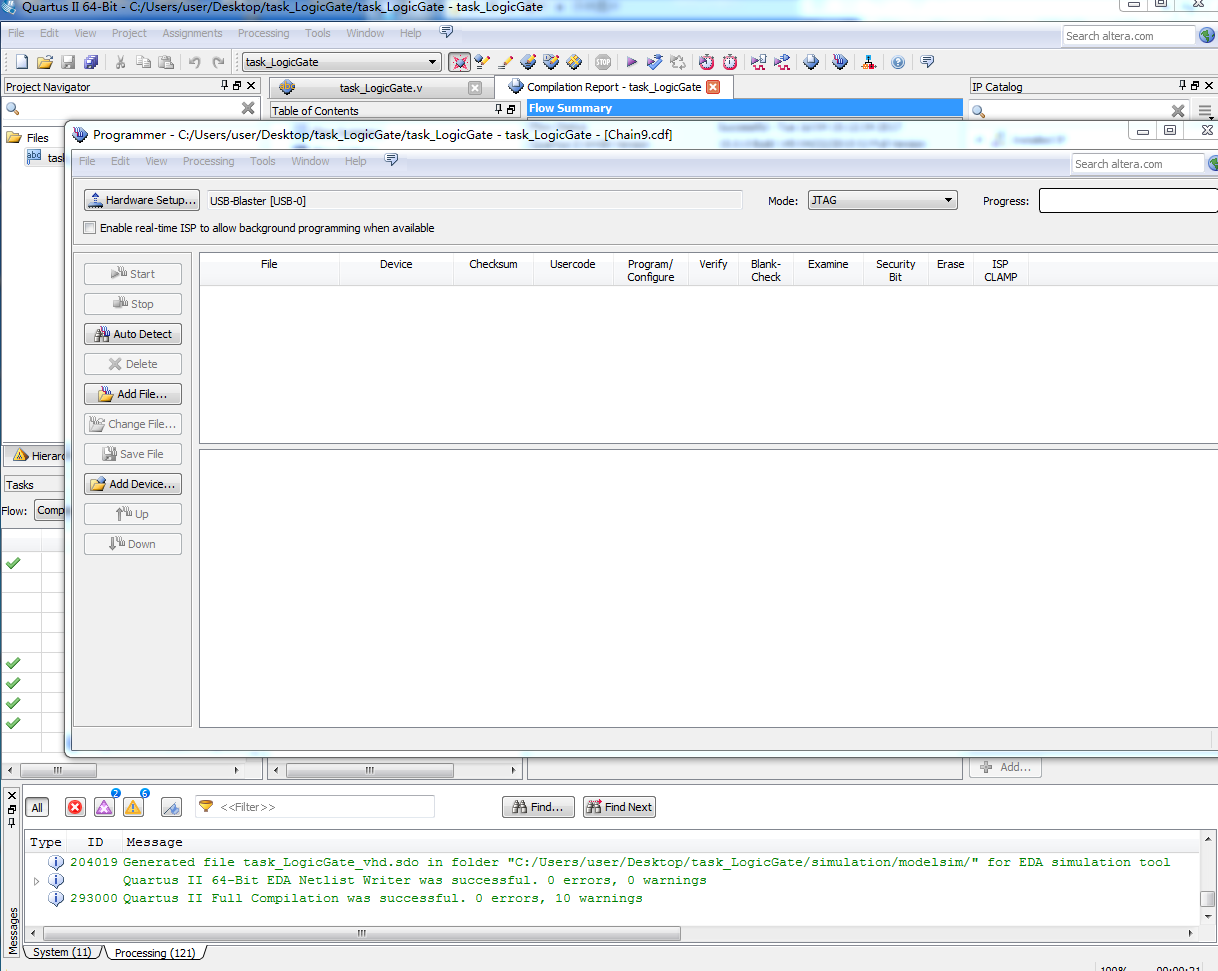 Quartus II 64-Bit - C:/Users/user/Desktop/task_LogicGate/task_LogicGate - task_LogicGate
File Edit View Project Assignments Processing Tools Window Help
Search altera.com
task_LogicGate
Project Navigator
task_LogicGate.v
Compilation Report - task_LogicGate
IP Catalog
Table of Contents
Flow Summary
Files
abc
task
Programmer - C:/Users/user/Desktop/task_LogicGate/task_LogicGate - task_LogicGate - [Chain9.cdf]
File Edit View Processing Tools Window Help
Search altera.com
Hardware Setup...
USB-Blaster [USB-0]
Mode:
JTAG
Progress:
Enable real-time ISP to allow background programming when available
Start
Stop
Auto Detect
Delete
Add File...
Change File...
Save File
Add Device...
Up
Down
File Device Checksum Usercode Program/ Verify Blank- Examine Security Erase ISP
Configure Check Bit CLAMP
Hierarc
Tasks
Flow: Comp
Add...
Messages
All
2
6
<<Filter>>
Find...
Find Next
Type ID Message
204019 Generated file task_LogicGate_vhd.sdo in folder "C:/Users/user/Desktop/task_LogicGate/simulation/modelsim/" for EDA simulation tool
Quartus II 64-Bit EDA Netlist Writer was successful. 0 errors, 0 warnings
293000 Quartus II Full Compilation was successful. 0 errors, 10 warnings
System (11)
Processing (121)
100% 00:00:21